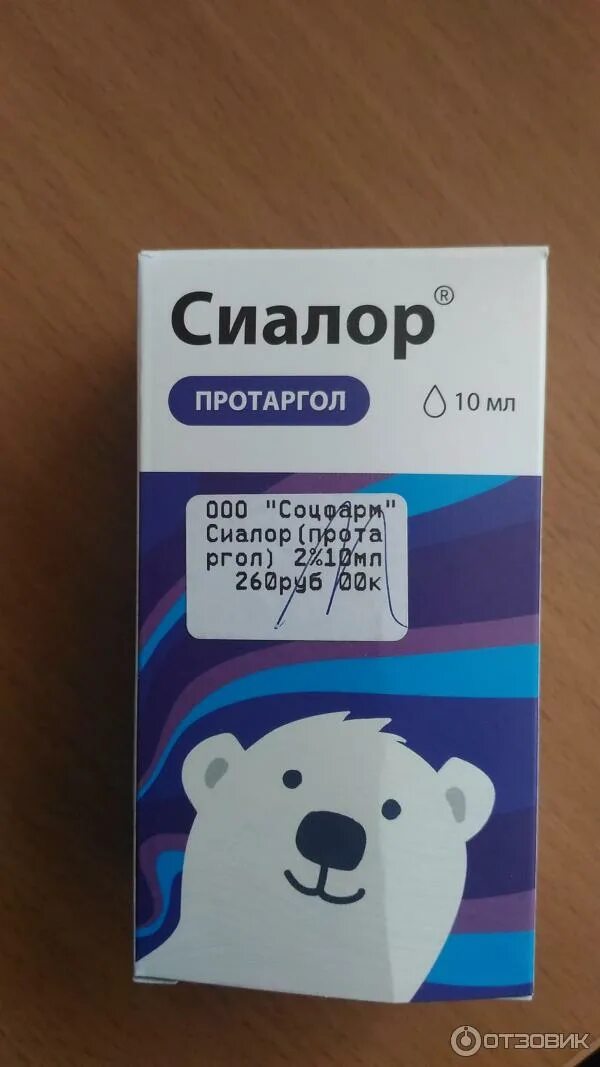 Сиалор®
ПРОТАРГОЛ
10 мл
ООО "Соцфарм"
Сиалор(прота
ргол) 2%10мл
260руб 00к
ОТЗОВИК